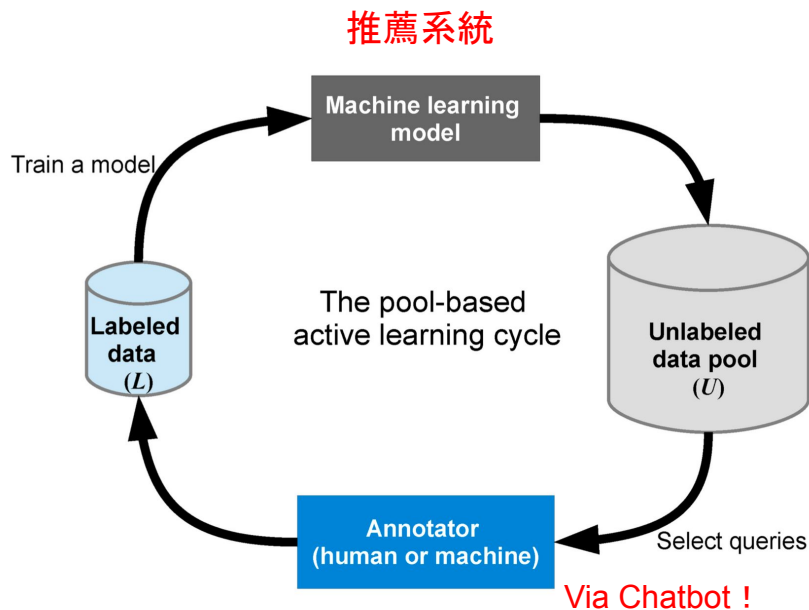 推薦系統
Machine learning
model
Train a model
The pool-based
active learning cycle
Labeled
data
(L)
Unlabeled
data pool
(U)
Annotator
(human or machine)
Select queries
Via Chatbot！